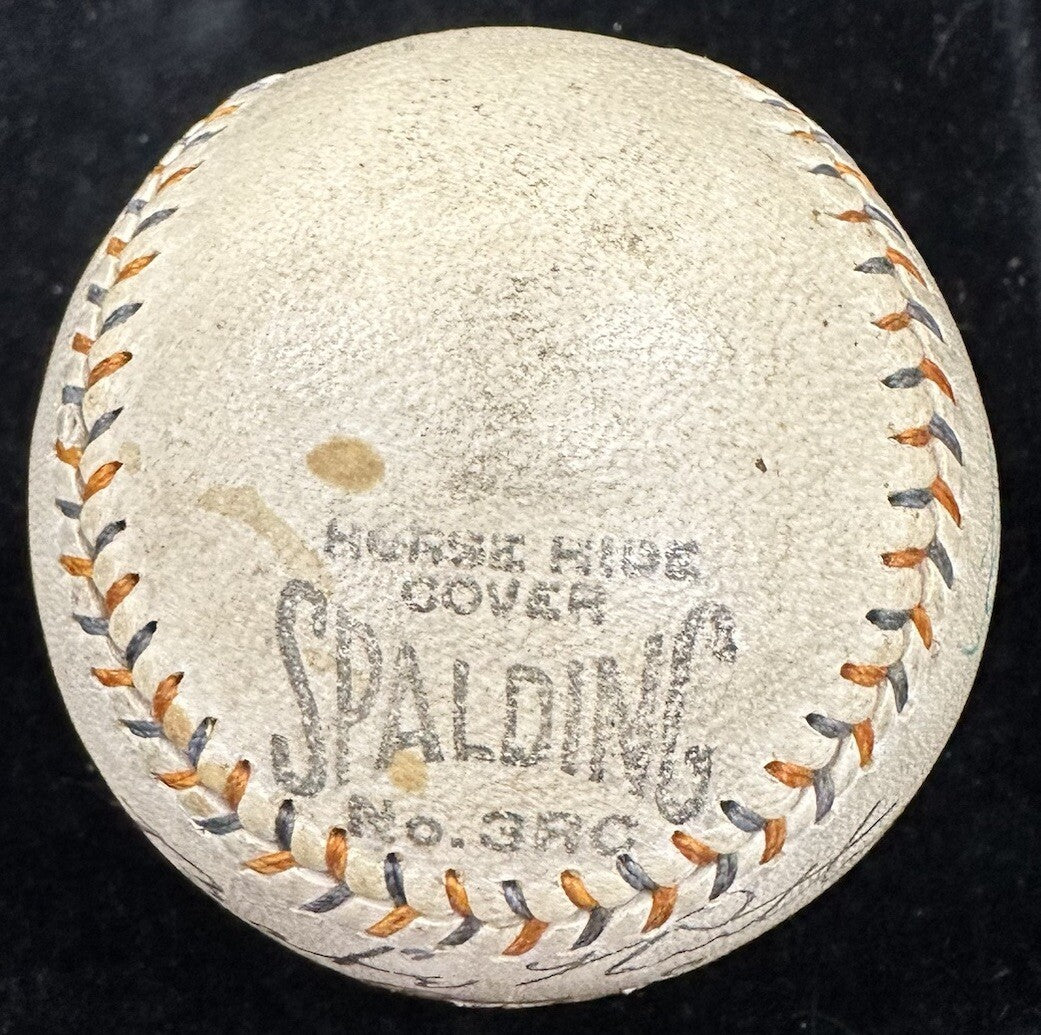 HORSE HIDE
COVER
SPALDING
No. 3RC